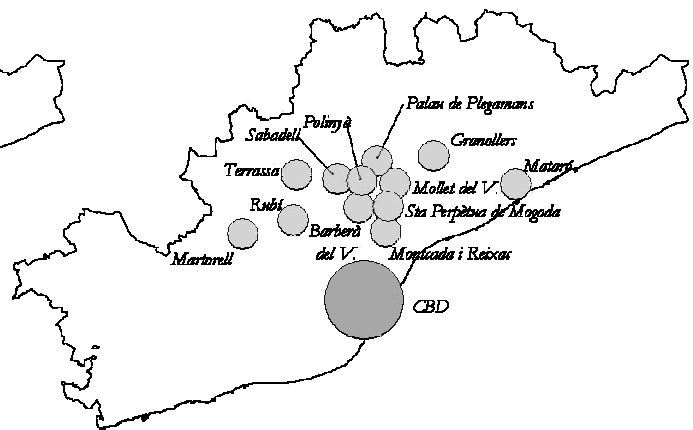 Palau de Plegamans
Polinyà
Sabadell
Granollers
Terrassa
Mataró
Mollet del V.
Rubí
Sta Perpètua de Mogoda
Barberà
del V.
Martorell
Montcada i Reixac
CBD